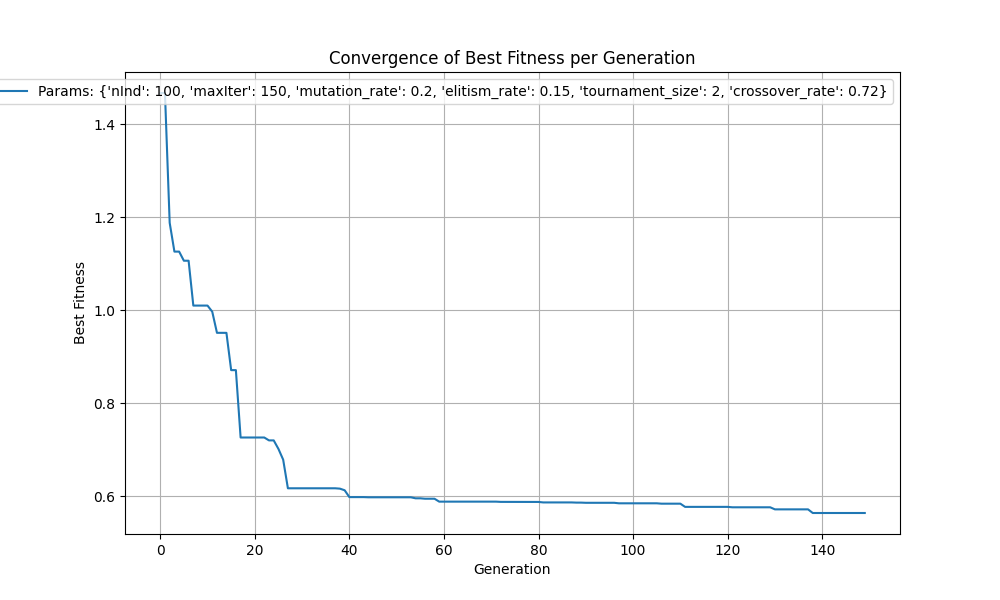 Convergence of Best Fitness per Generation
Params: {'nInd': 100, 'maxIter': 150, 'mutation_rate': 0.2, 'elitism_rate': 0.15, 'tournament_size': 2, 'crossover_rate': 0.72}
1.4
1.2
1.0
0.8
0.6
Best Fitness
0 20 40 60 80 100 120 140
Generation